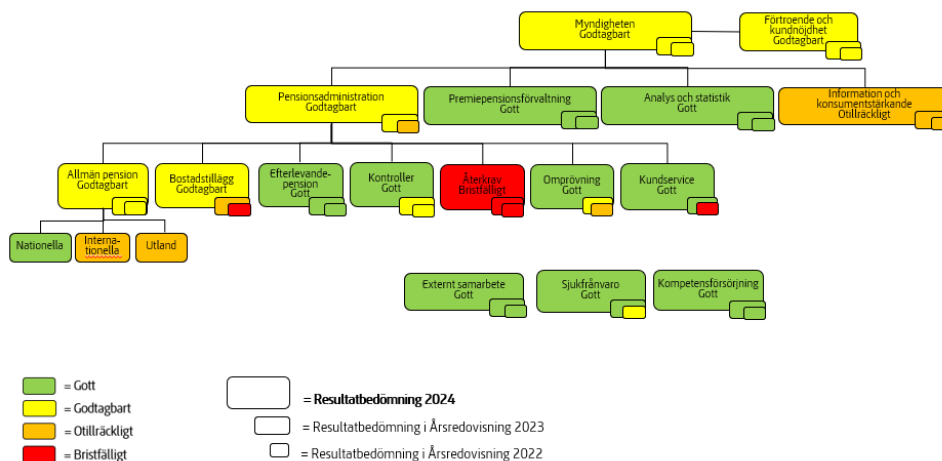 Myndigheten
Godtagbart
Förtroende och
kundnöjdhet
Godtagbart
Pensionsadministration
Godtagbart
Premiepensionsförvaltning
Gott
Analys och statistik
Gott
Information och
konsumentstärkande
Otillräckligt
Allmän pension
Godtagbart
Bostadstillägg
Godtagbart
Efterlevande-
pension
Gott
Kontroller
Gott
Återkrav
Bristfälligt
Omprövning
Gott
Kundservice
Gott
Nationella
Interna-
tionella
Utland
Externt samarbete
Gott
Sjukfrånvaro
Gott
Kompetensförsörjning
Gott
= Gott
= Godtagbart
= Otillräckligt
= Bristfälligt
= Resultatbedömning 2024
= Resultatbedömning i Årsredovisning 2023
= Resultatbedömning i Årsredovisning 2022